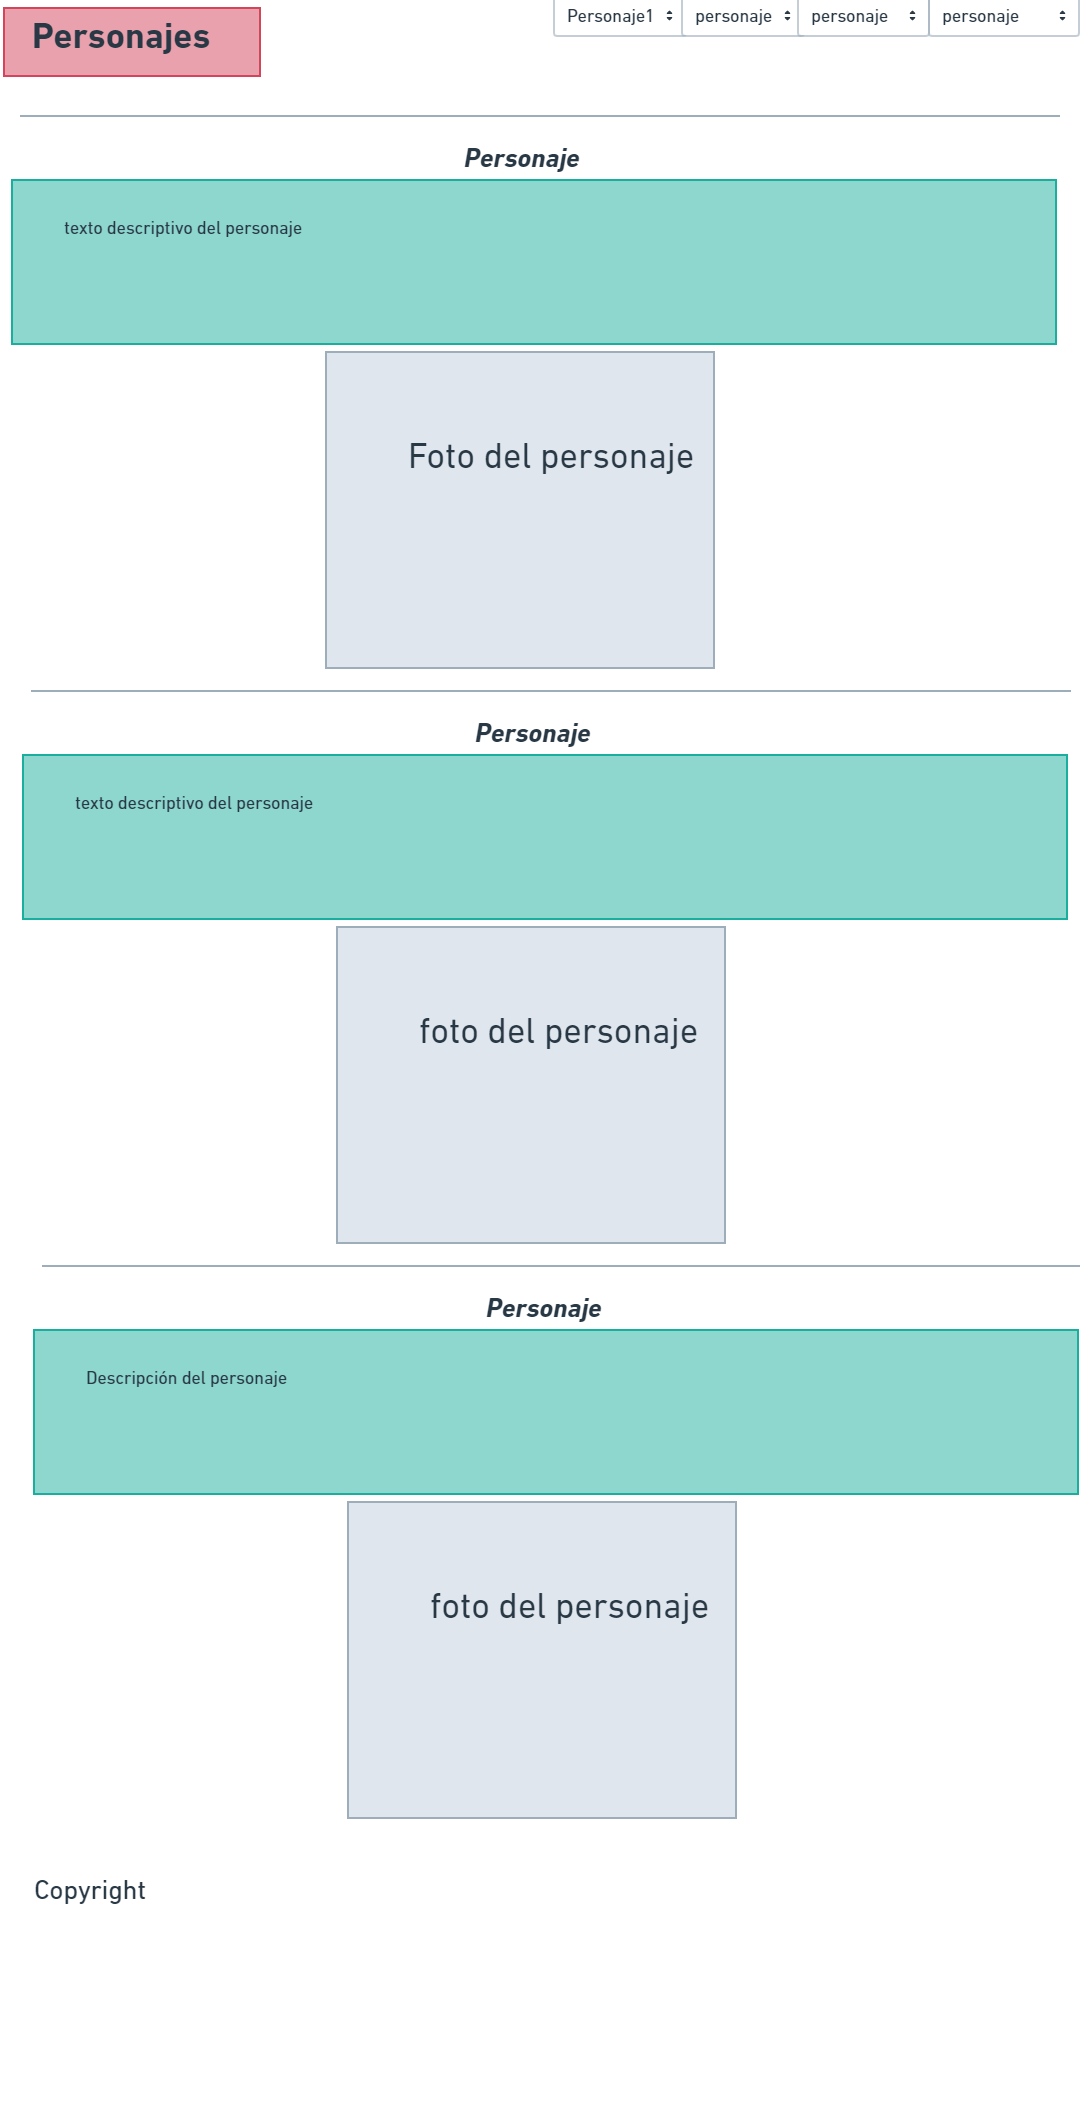 Personajes
Personaje1
personaje
personaje
personaje
Personaje
texto descriptivo del personaje
Foto del personaje
Personaje
texto descriptivo del personaje
foto del personaje
Personaje
Descripción del personaje
foto del personaje
Copyright